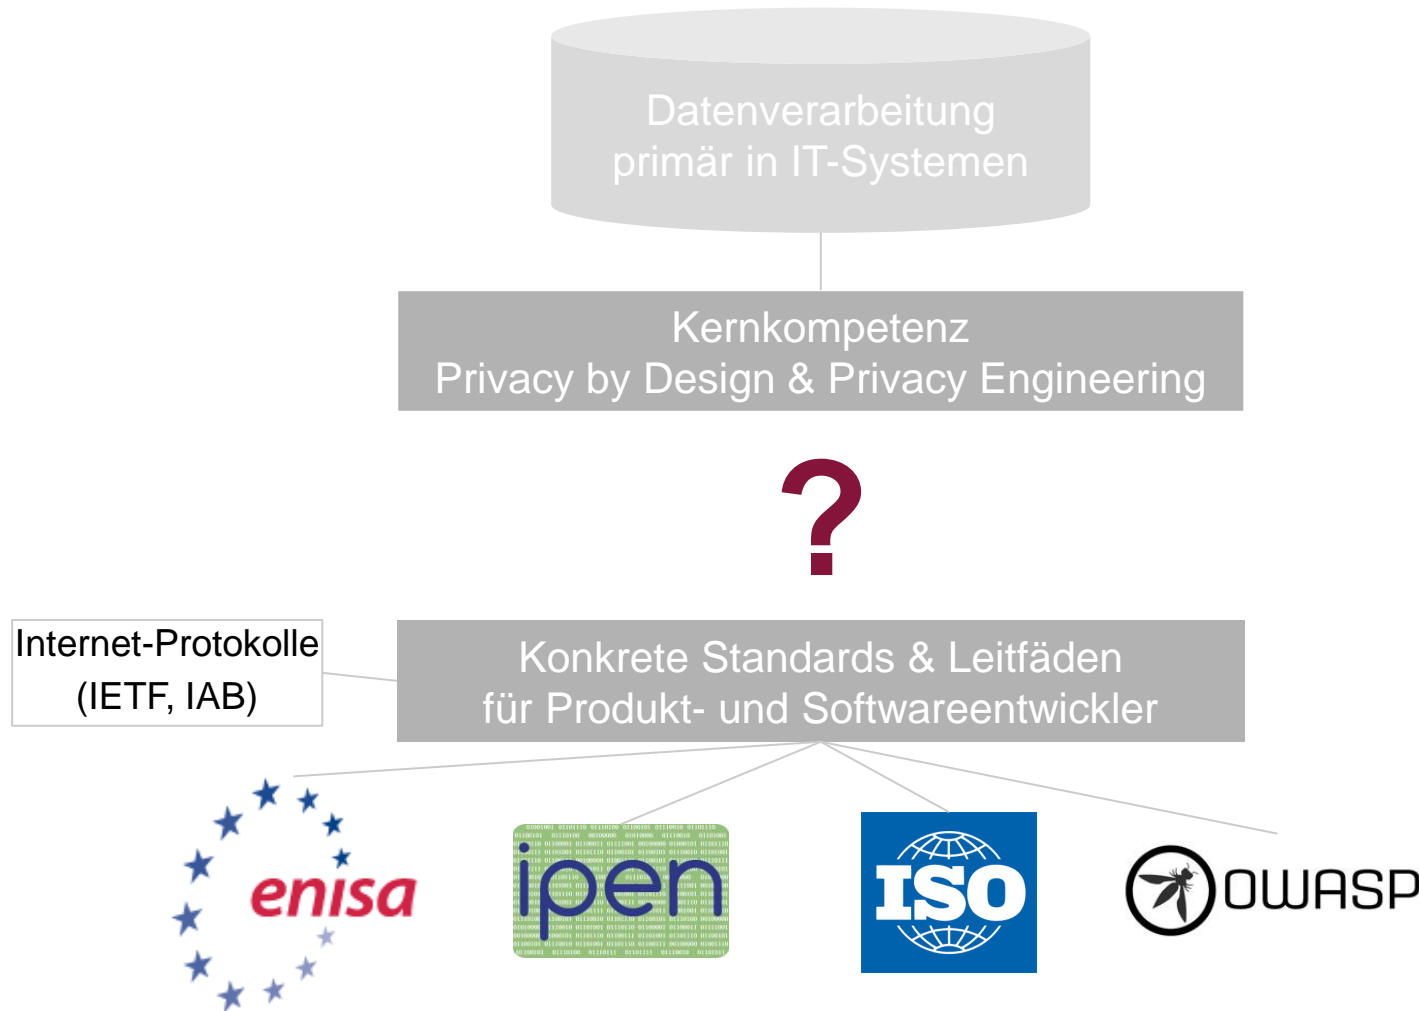 Datenverarbeitung
primär in IT-Systemen
Kernkompetenz
Privacy by Design & Privacy Engineering
?
Internet-Protokolle
(IETF, IAB)
Konkrete Standards & Leitfäden
für Produkt- und Softwareentwickler
enisa
ipen
ISO
OWASP